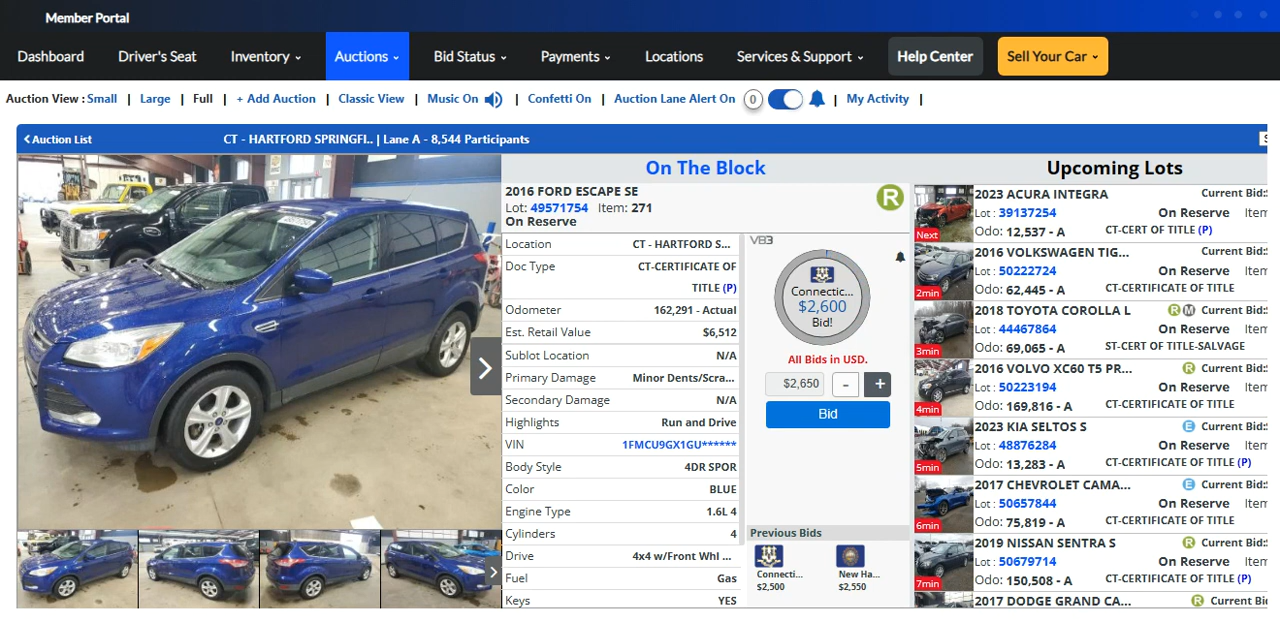 Member Portal
Dashboard Driver's Seat Inventory Auctions Bid Status Payments Locations Services & Support Help Center Sell Your Car
Auction View : Small | Large | Full | + Add Auction | Classic View | Music On | Confetti On | Auction Lane Alert On 0 | My Activity |
Auction List CT - HARTFORD SPRINGFI.. | Lane A - 8,544 Participants
On The Block
2016 FORD ESCAPE SE
Lot: 49571754 Item: 271
On Reserve
R
Location CT - HARTFORD S...
Doc Type CT-CERTIFICATE OF
TITLE (P)
Odometer 162,291 - Actual
Est. Retail Value $6,512
Sublot Location N/A
Primary Damage Minor Dents/Scra...
Secondary Damage N/A
Highlights Run and Drive
VIN 1FMCU9GX1GU******
Body Style 4DR SPOR
Color BLUE
Engine Type 1.6L 4
Cylinders 4
Drive 4x4 w/Front Whl ...
Fuel Gas
Keys YES
VB3
Connectic...
$2,600
Bid!
All Bids in USD.
$2,650 - +
Bid
Previous Bids
Connecti... New Ha...
$2,500 $2,550
Upcoming Lots
2023 ACURA INTEGRA Current Bid:
Lot : 39137254 On Reserve Item
Odo: 12,537 - A CT-CERT OF TITLE (P)
Next
2016 VOLKSWAGEN TIG... Current Bid:
Lot : 50222724 On Reserve Item
Odo: 62,445 - A CT-CERTIFICATE OF TITLE
2min
2018 TOYOTA COROLLA L R M Current Bid:
Lot : 44467864 On Reserve Item
Odo: 69,065 - A ST-CERT OF TITLE-SALVAGE
3min
2016 VOLVO XC60 T5 PR... R Current Bid:
Lot : 50223194 On Reserve Item
Odo: 169,816 - A CT-CERTIFICATE OF TITLE
4min
2023 KIA SELTOS S E Current Bid:
Lot : 48876284 On Reserve Item
Odo: 13,283 - A CT-CERTIFICATE OF TITLE (P)
5min
2017 CHEVROLET CAMA... E Current Bid:
Lot : 50657844 On Reserve Item
Odo: 75,819 - A CT-CERTIFICATE OF TITLE
6min
2019 NISSAN SENTRA S R Current Bid:
Lot : 50679714 On Reserve Item
Odo: 150,508 - A CT-CERTIFICATE OF TITLE (P)
7min
2017 DODGE GRAND CA... R Current Bid